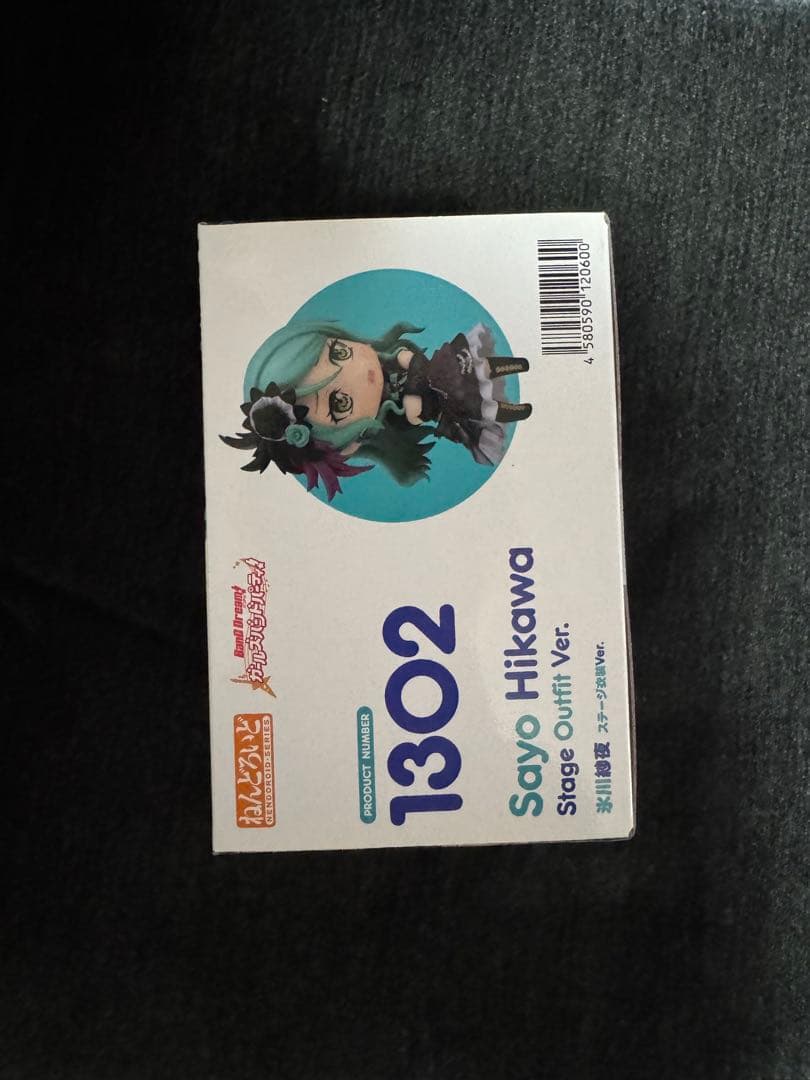 ねんどろいど
NENDOROID·SERIES
BanG Dream!
ガールズバンドパーティ!
PRODUCT NUMBER
1302
Sayo Hikawa
Stage Outfit Ver.
氷川紗夜 ステージ衣装Ver.
4 580590 120600